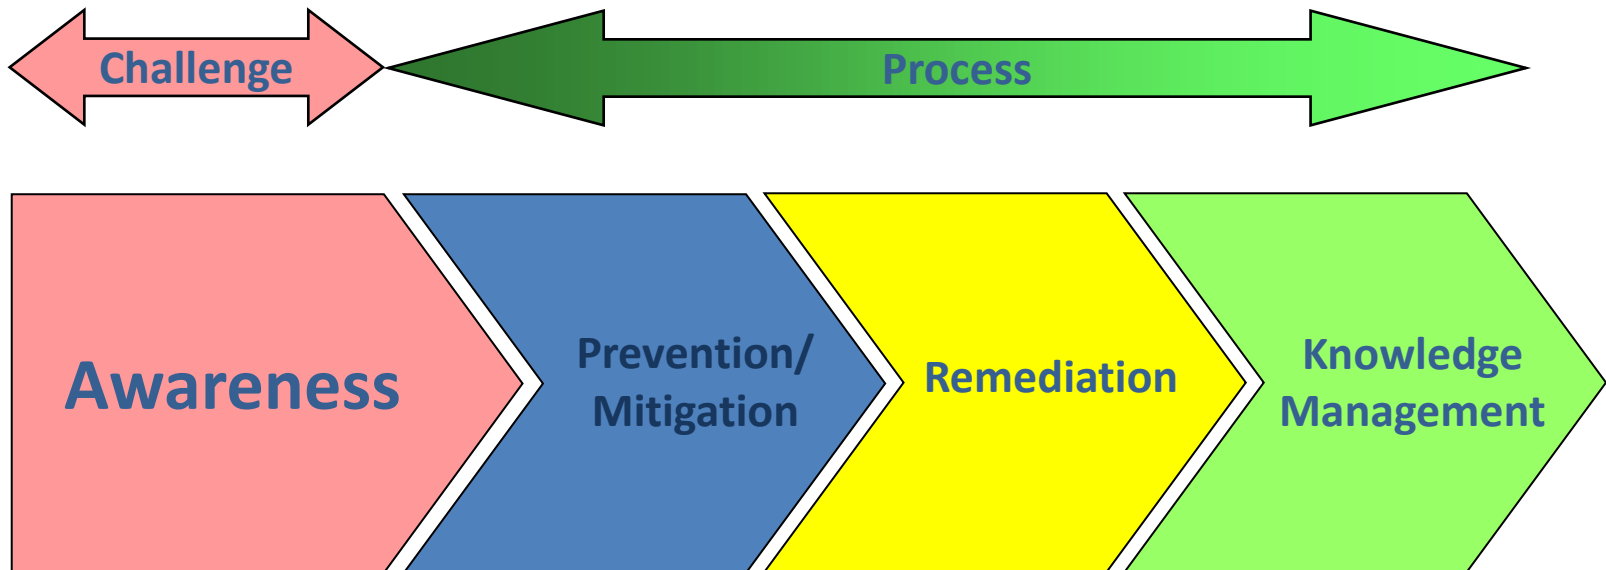 Challenge
Process
Awareness
Prevention/
Mitigation
Remediation
Knowledge
Management